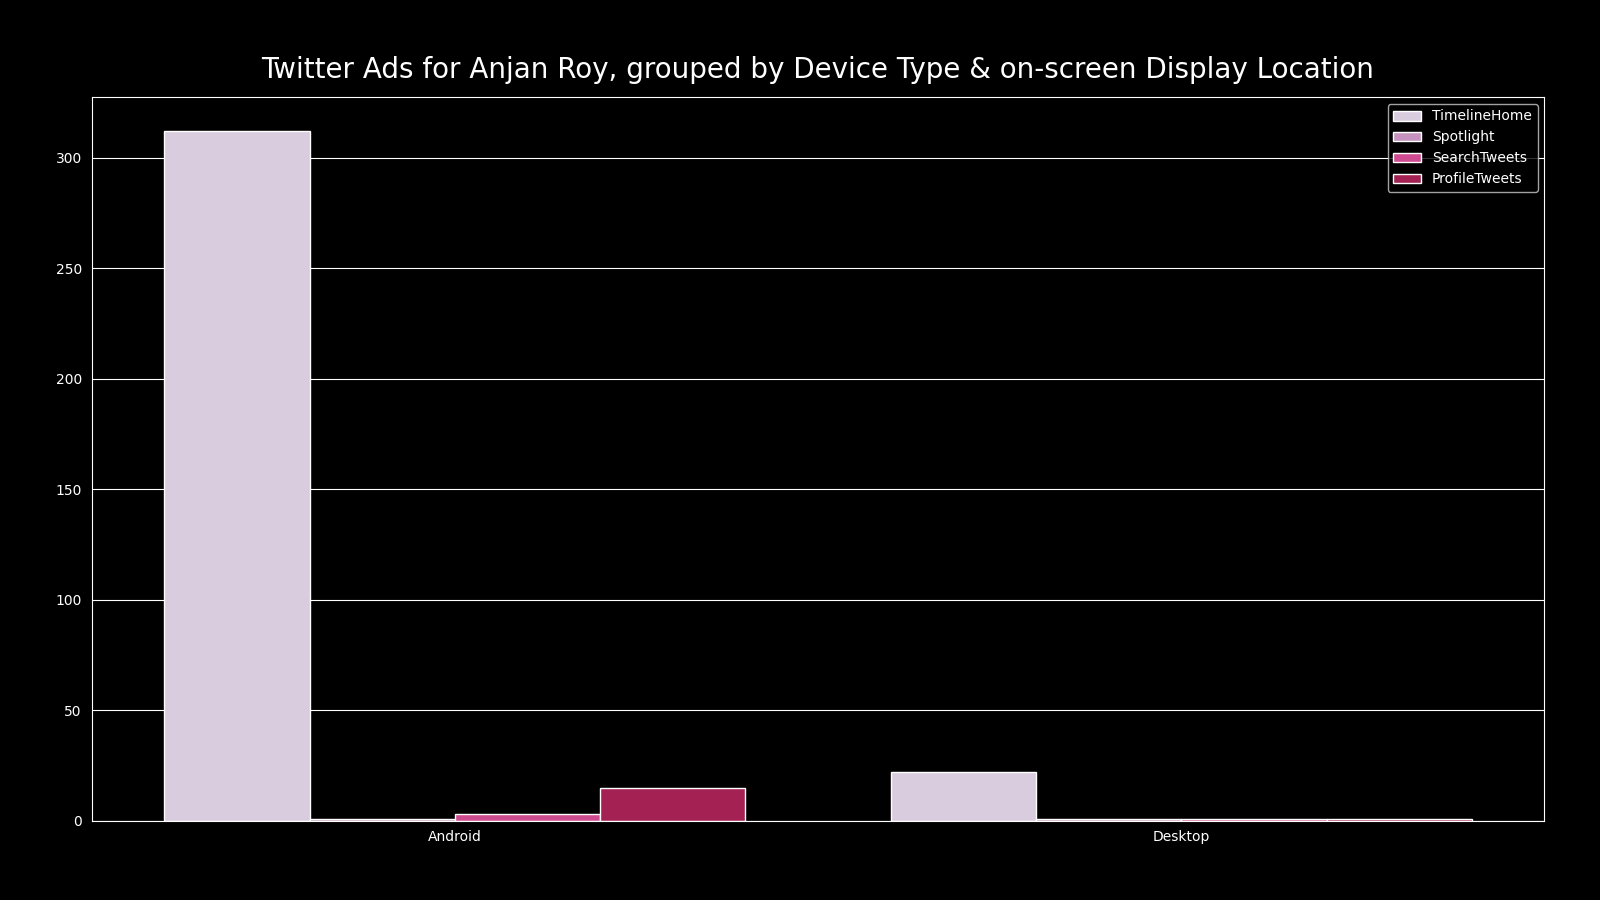 Twitter Ads for Anjan Roy, grouped by Device Type & on-screen Display Location
TimelineHome
Spotlight
SearchTweets
ProfileTweets
300
250
200
150
100
50
0
Android
Desktop